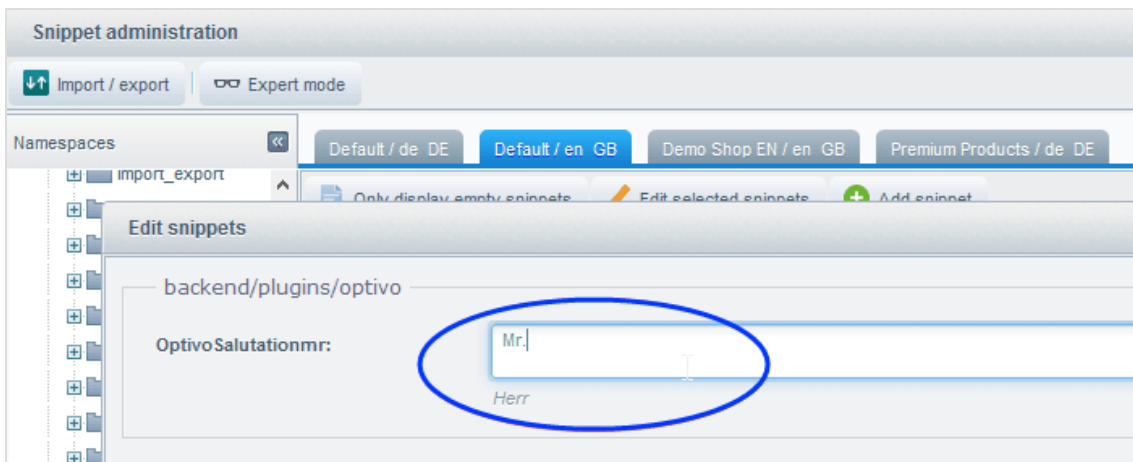 Snippet administration
Import / export
Expert mode
Namespaces
Default / de DE
Default / en GB
Demo Shop EN / en GB
Premium Products / de DE
import_export
Only display empty snippets
Edit selected snippets
Add snippet
Edit snippets
backend/plugins/optivo
OptivoSalutationmr:
Mr.
Herr